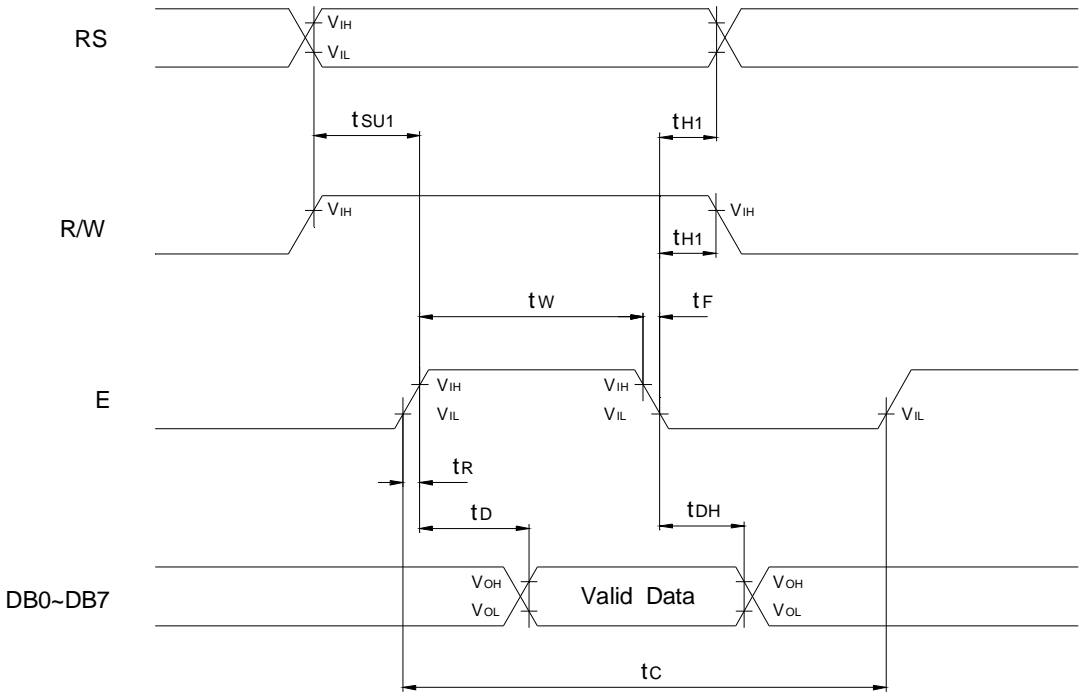 RS
VIH
VIL
tSU1
tH1
R/W
VIH
VIH
tH1
tW
tF
E
VIH
VIH
VIL
VIL
VIL
tR
tD
tDH
DB0~DB7
VOH
VOL
Valid Data
VOH
VOL
tC